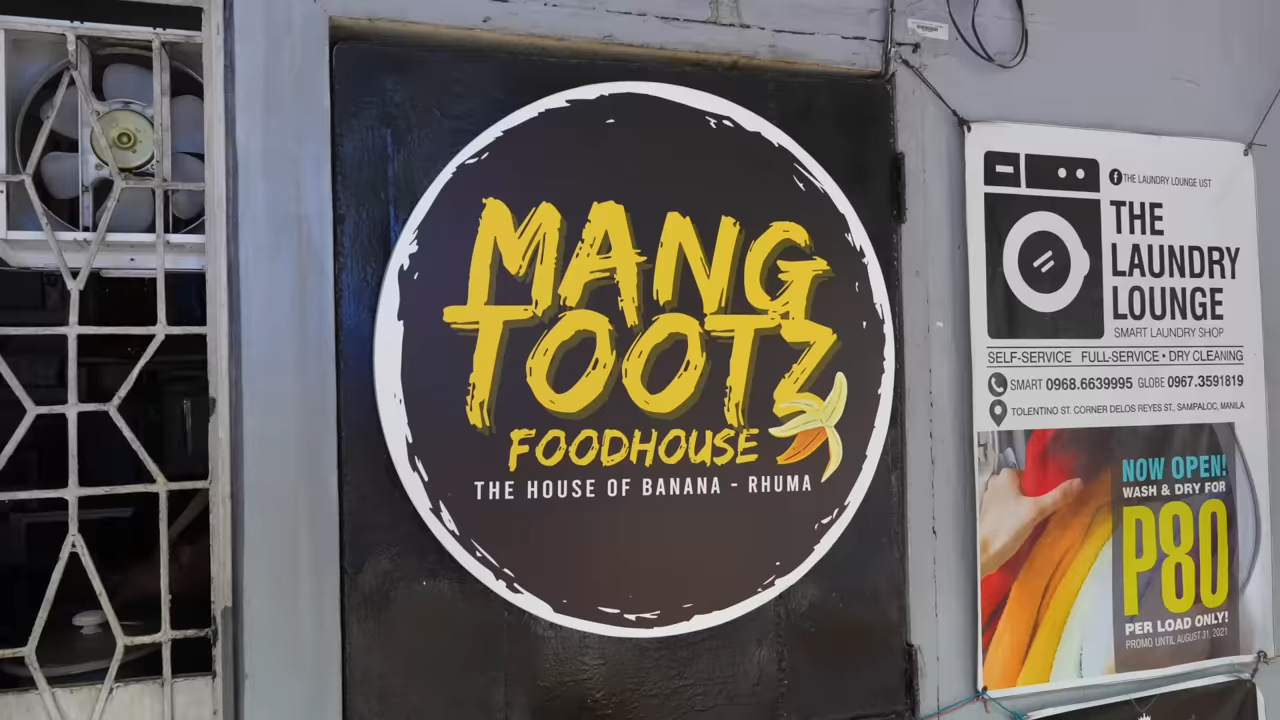 MANG
TOOTZ
FOODHOUSE
THE HOUSE OF BANANA - RHUMA
THE LAUNDRY LOUNGE UST
THE
LAUNDRY
LOUNGE
SMART LAUNDRY SHOP
SELF-SERVICE FULL-SERVICE • DRY CLEANING
SMART 0968.6639995 GLOBE 0967.3591819
TOLENTINO ST. CORNER DELOS REYES ST., SAMPALOC, MANILA
NOW OPEN!
WASH & DRY FOR
P80
PER LOAD ONLY!
PROMO UNTIL AUGUST 31, 2021